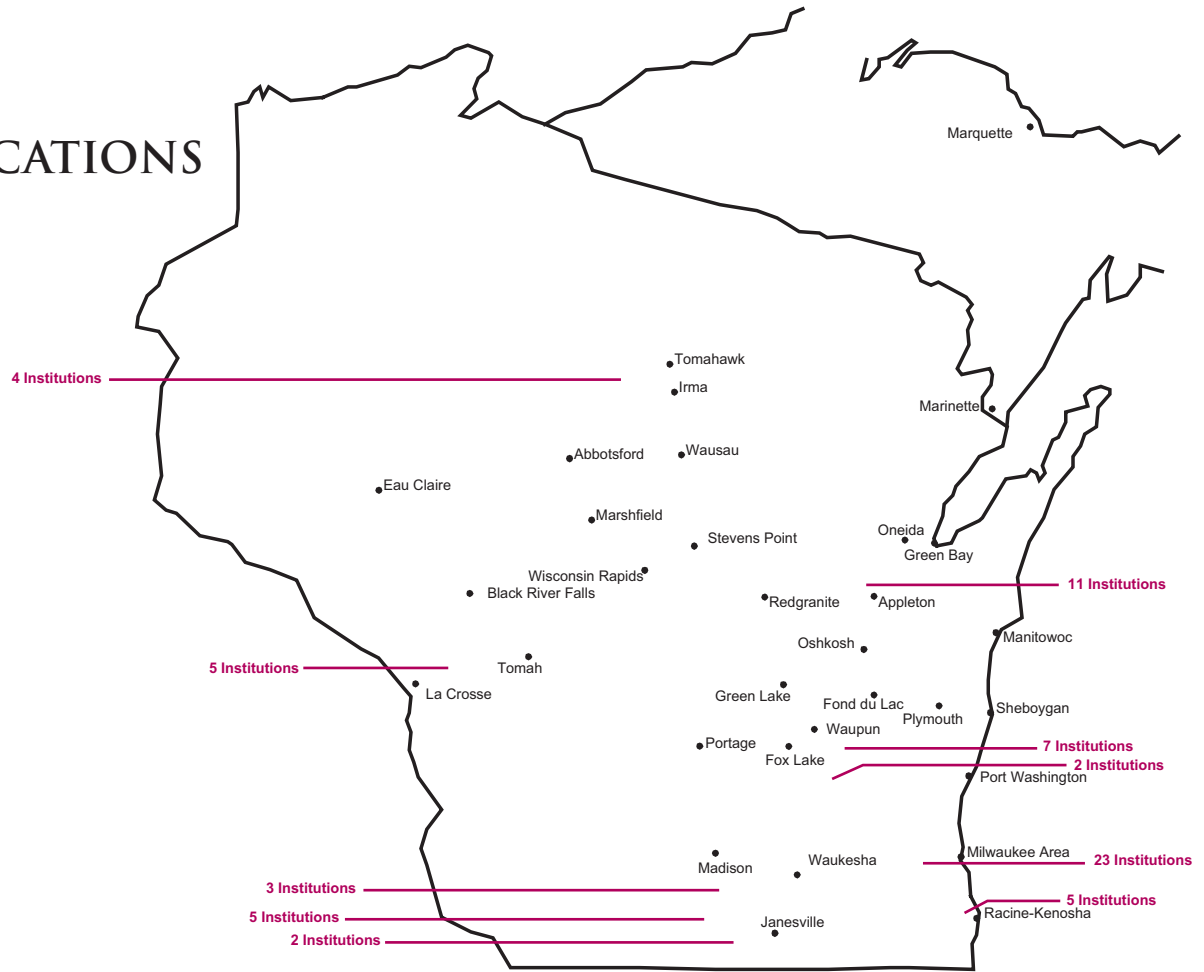 CATIONS
Marquette
Tomahawk
4 Institutions
Irma
Marinette
Abbotsford
Wausau
Eau Claire
Marshfield
Stevens Point
Oneida
Green Bay
Wisconsin Rapids
Black River Falls
11 Institutions
Redgranite
Appleton
Manitowoc
Oshkosh
5 Institutions
Tomah
La Crosse
Green Lake
Fond du Lac
Sheboygan
Plymouth
Waupun
Portage
7 Institutions
Fox Lake
2 Institutions
Port Washington
Milwaukee Area
Waukesha
23 Institutions
Madison
3 Institutions
5 Institutions
Racine-Kenosha
5 Institutions
Janesville
2 Institutions